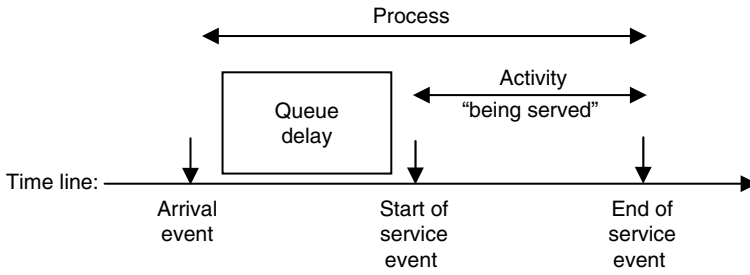 Process
Activity
“being served”
Queue
delay
Time line:
Arrival
event
Start of
service
event
End of
service
event